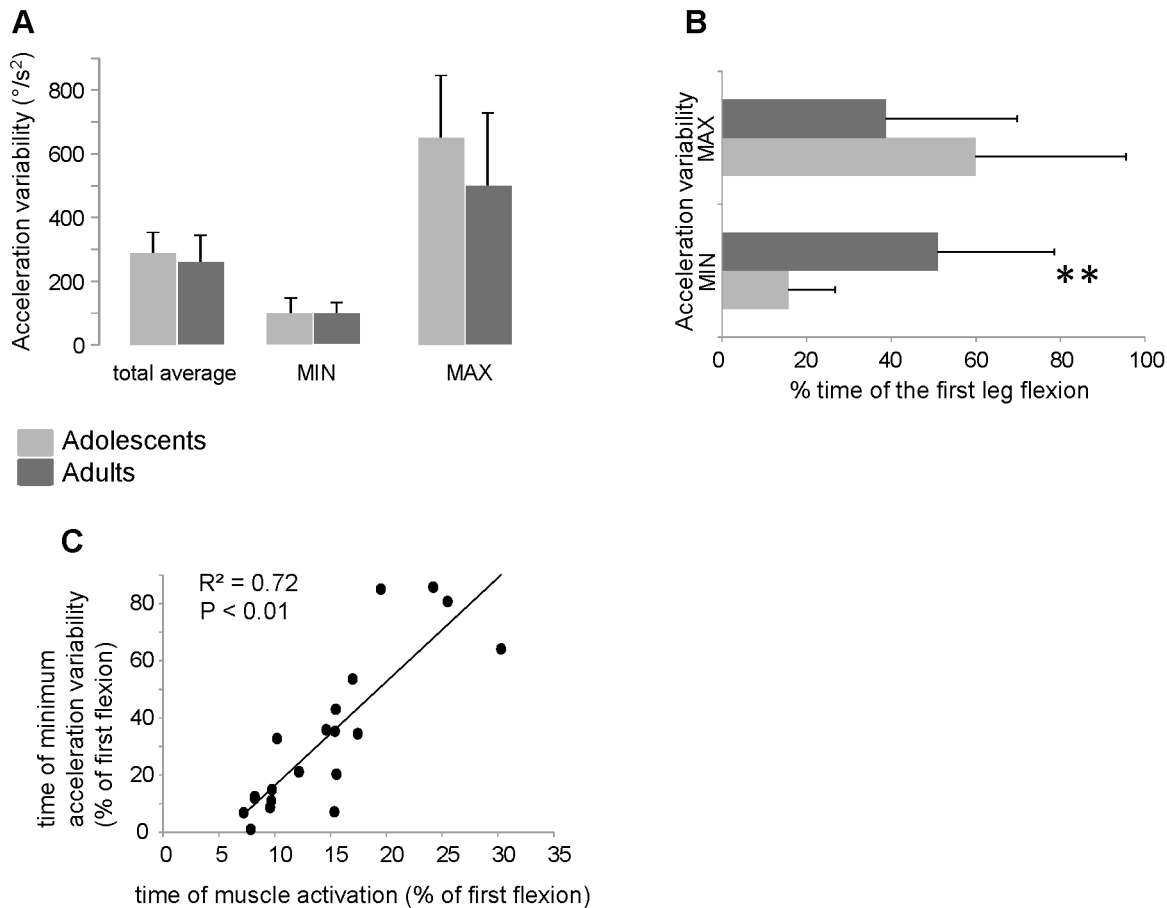 A
Acceleration variability (°/s²)
800
600
400
200
0
total average
MIN
MAX
B
Acceleration variability
MAX
MIN
**
0
20
40
60
80
100
% time of the first leg flexion
Adolescents
Adults
C
time of minimum
acceleration variability
(% of first flexion)
R² = 0.72
P < 0.01
80
60
40
20
0
0
5
10
15
20
25
30
35
time of muscle activation (% of first flexion)